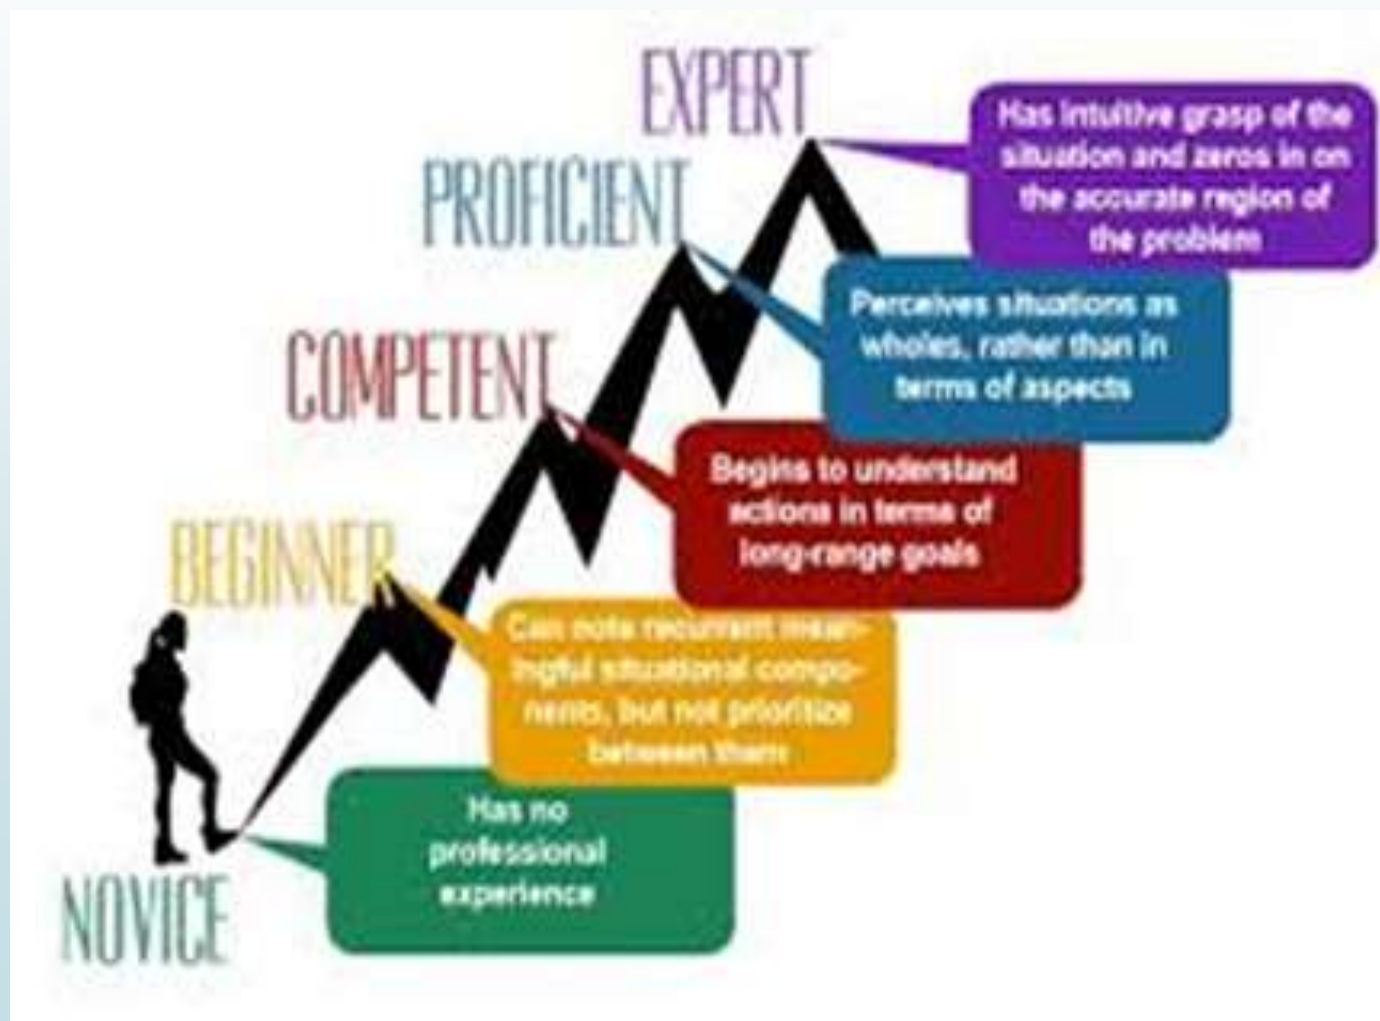 EXPERT
Has intuitive grasp of the
situation and zeros in on
the accurate region of
the problem
PROFICIENT
Perceives situations as
wholes, rather than in
terms of aspects
COMPETENT
Begins to understand
actions in terms of
long-range goals
BEGINNER
Can note recurrent mean-
ingful situational compo-
nents, but not prioritize
between them
Has no
professional
experience
NOVICE